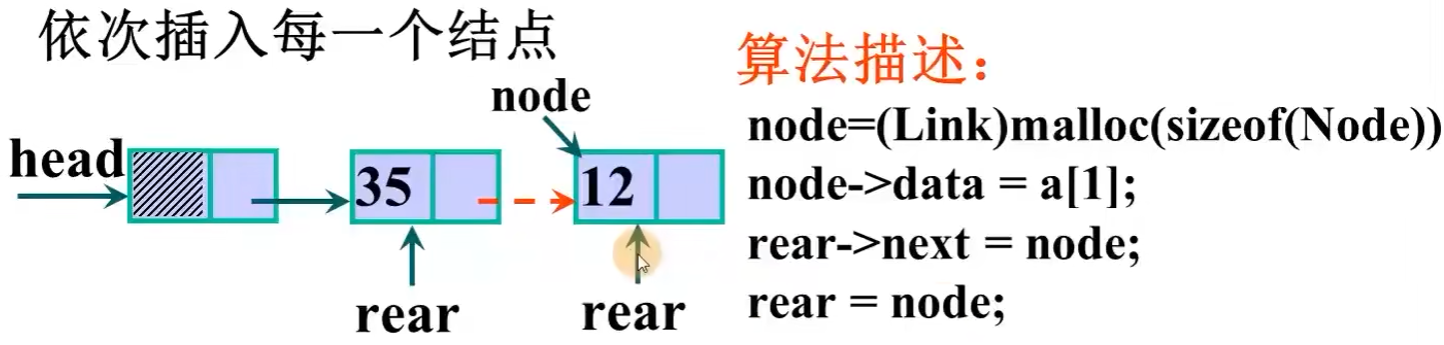 依次插入每一个结点
node
head
35
12
rear
rear
算法描述：
node=(Link)malloc(sizeof(Node))
node->data = a[1];
rear->next = node;
rear = node;